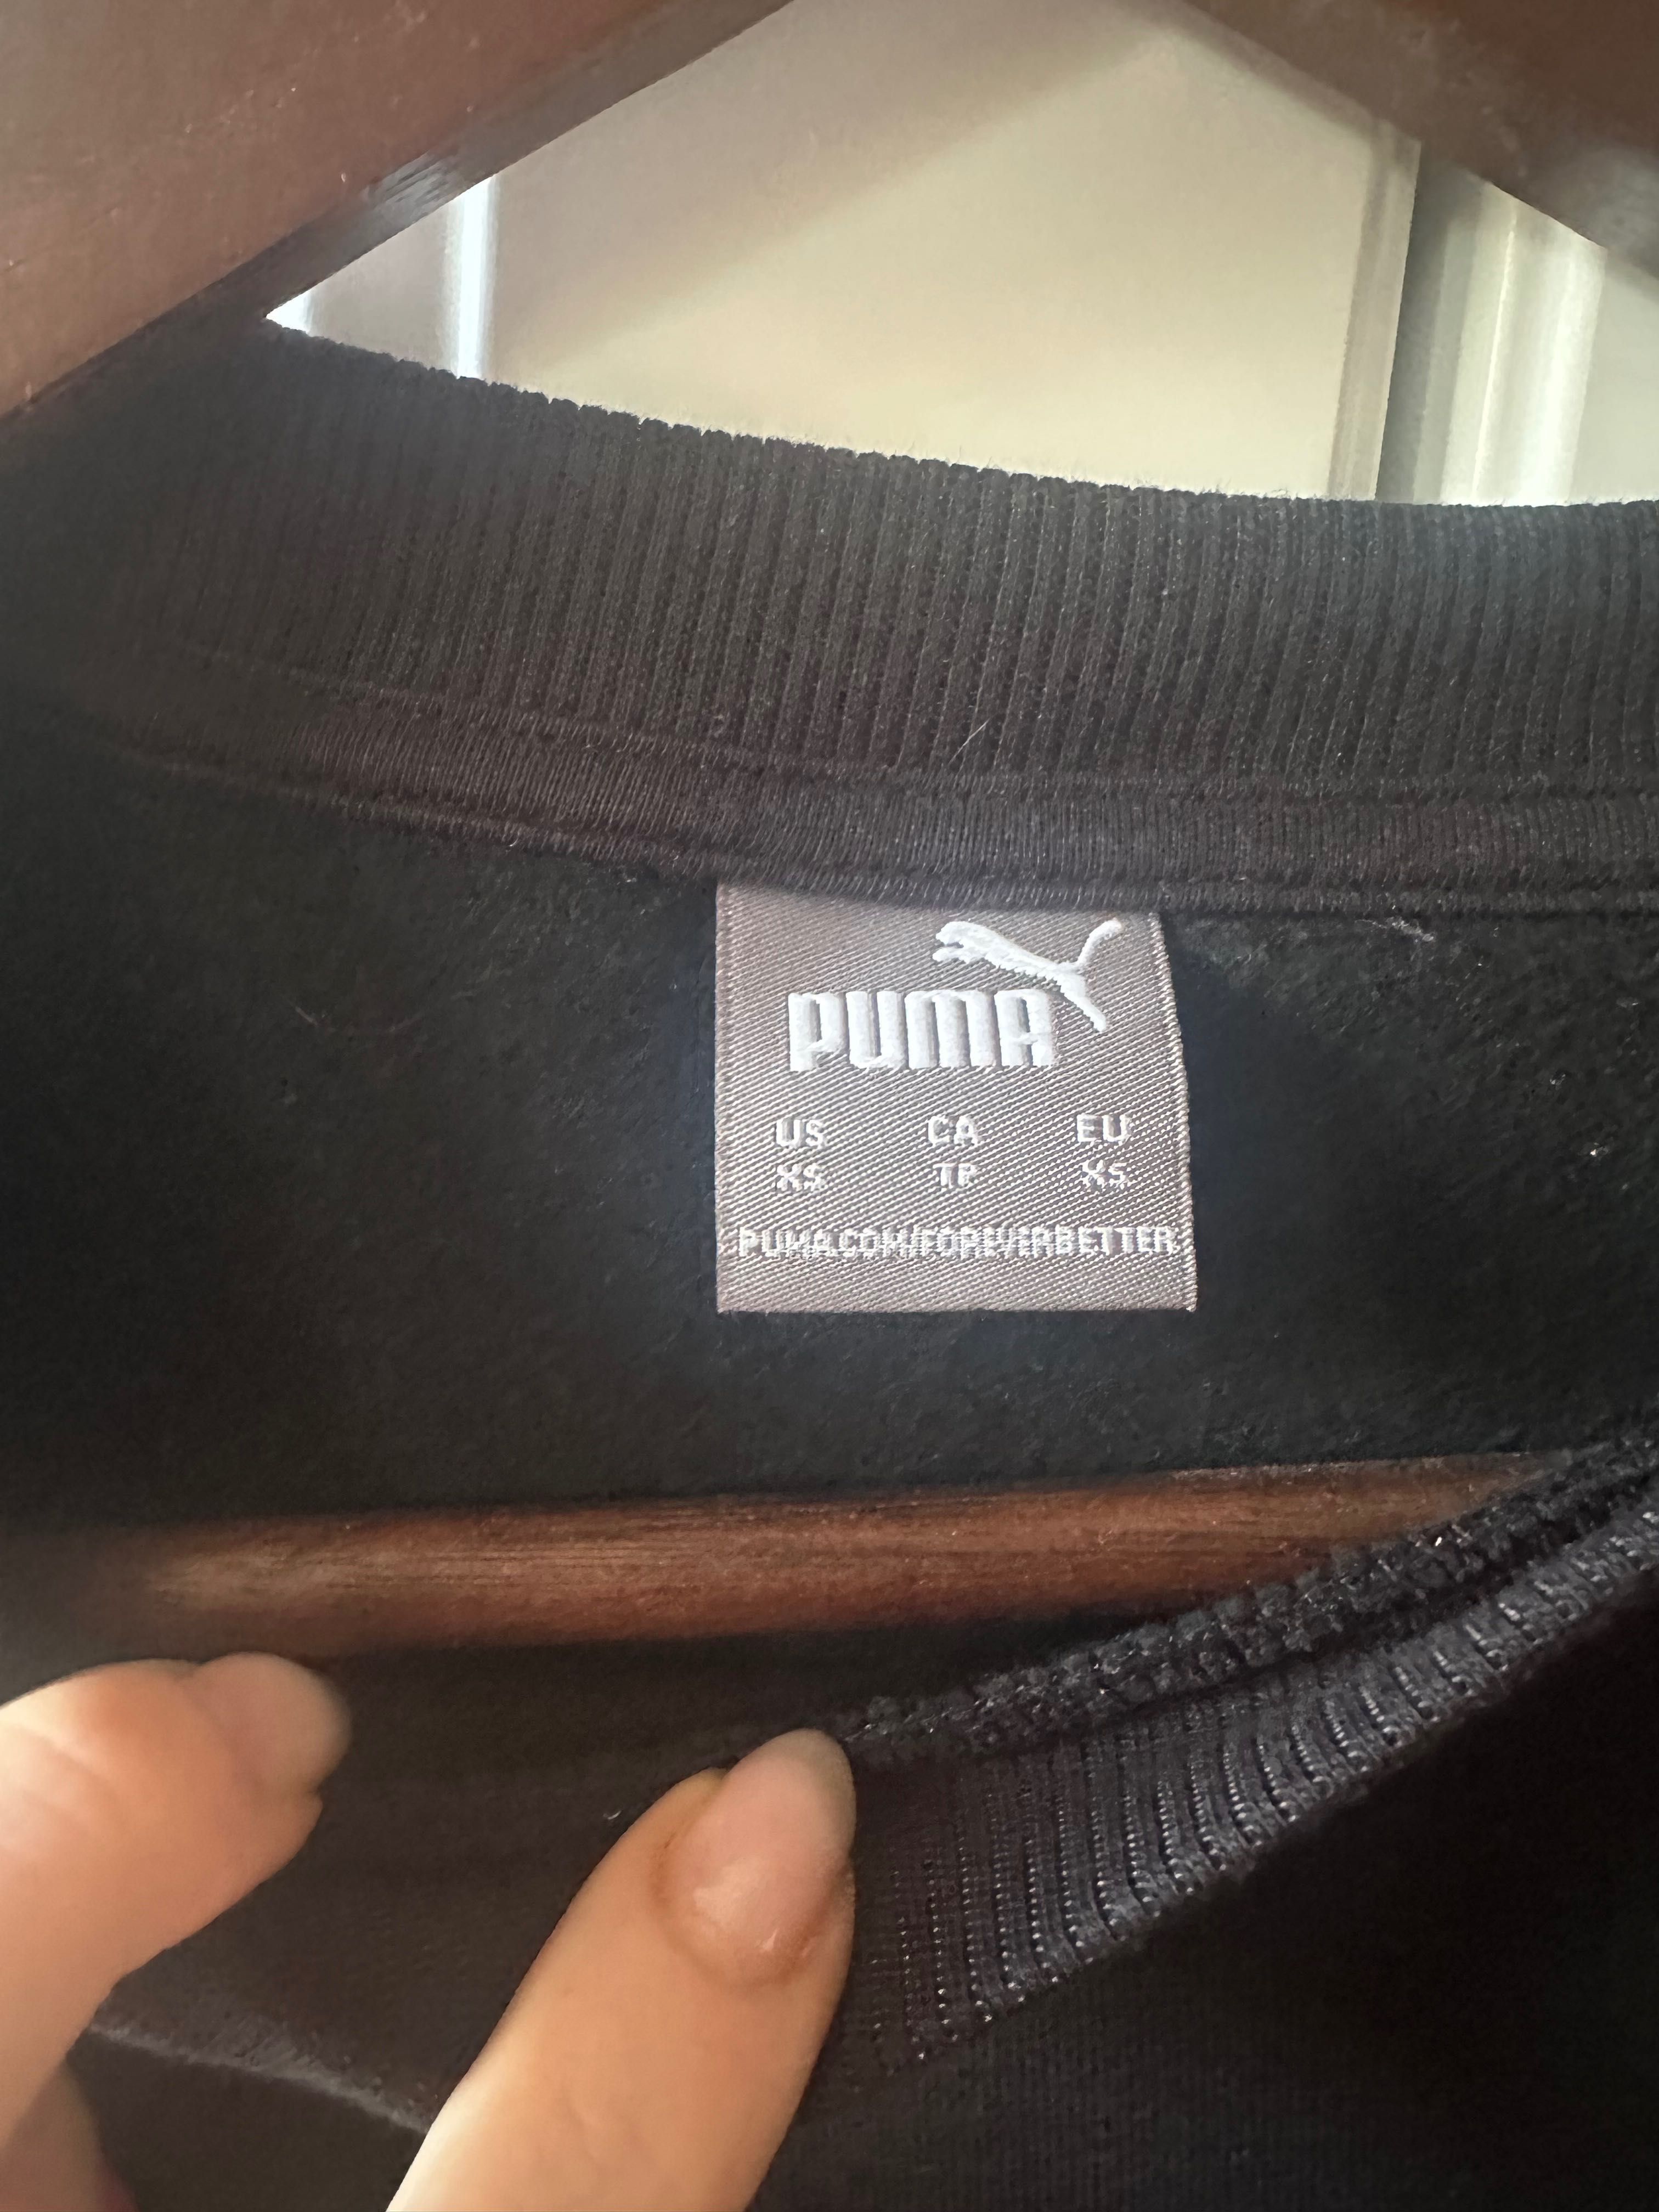 PUMA
US CA EU
XS TP XS
PUMA.COM/FOREVERBETTER